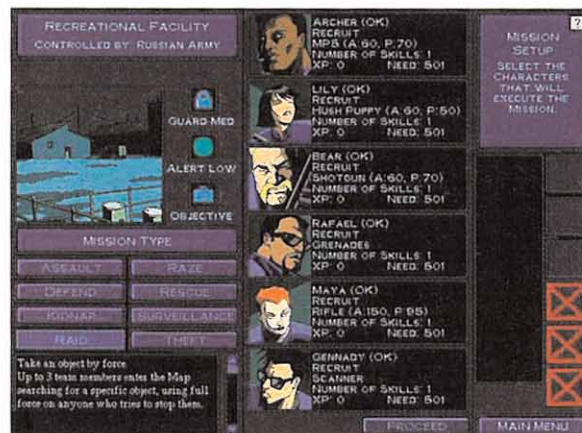 RECREATIONAL FACILITY
CONTROLLED BY: RUSSIAN ARMY
GUARD MED
ALERT LOW
OBJECTIVE
MISSION TYPE
ASSAULT RAZE
DEFEND RESCUE
KIDNAP SURVEILLANCE
RAID THEFT
Take an object by force
Up to 3 team members enter the Map
searching for a specific object, using full
force on anyone who tries to stop them.
ARCHER (OK)
RECRUIT
MP5 (A:60, P:70)
NUMBER OF SKILLS: 1
XP: 0 NEED: 501
LILY (OK)
RECRUIT
HUSH PUPPY (A:60, P:50)
NUMBER OF SKILLS: 1
XP: 0 NEED: 501
BEAR (OK)
RECRUIT
SHOTGUN (A:60, P:70)
NUMBER OF SKILLS: 1
XP: 0 NEED: 501
RAFAEL (OK)
RECRUIT
GRENADES
NUMBER OF SKILLS: 1
XP: 0 NEED: 501
MAYA (OK)
RECRUIT
RIFLE (A:150, P:95)
NUMBER OF SKILLS: 1
XP: 0 NEED: 501
GENNADY (OK)
RECRUIT
SCANNER
NUMBER OF SKILLS: 1
XP: 0 NEED: 501
PROCEED
?
MISSION
SETUP
SELECT THE
CHARACTERS
THAT WILL
EXECUTE THE
MISSION.
MAIN MENU